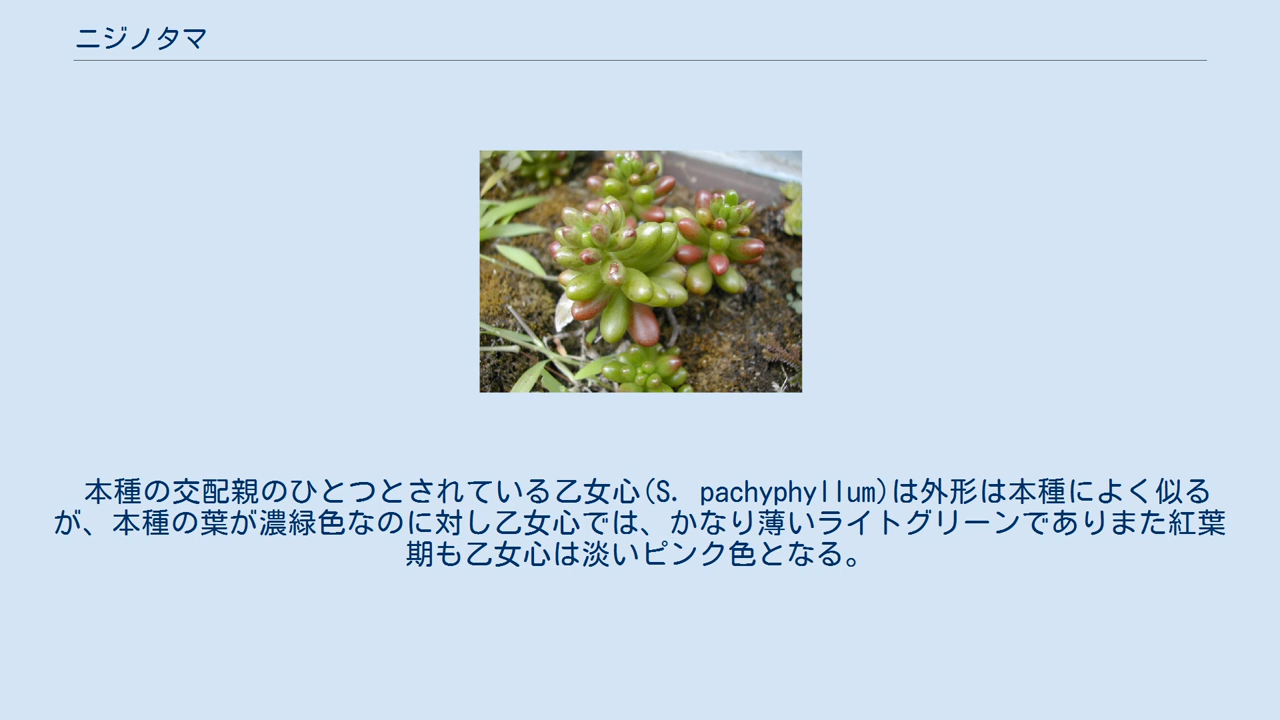 ニジノタマ
本種の交配親のひとつとされている乙女心(S. pachyphyllum)は外形は本種によく似る
が、本種の葉が濃緑色なのに対し乙女心では、かなり薄いライトグリーンでありまた紅葉
期も乙女心は淡いピンク色となる。